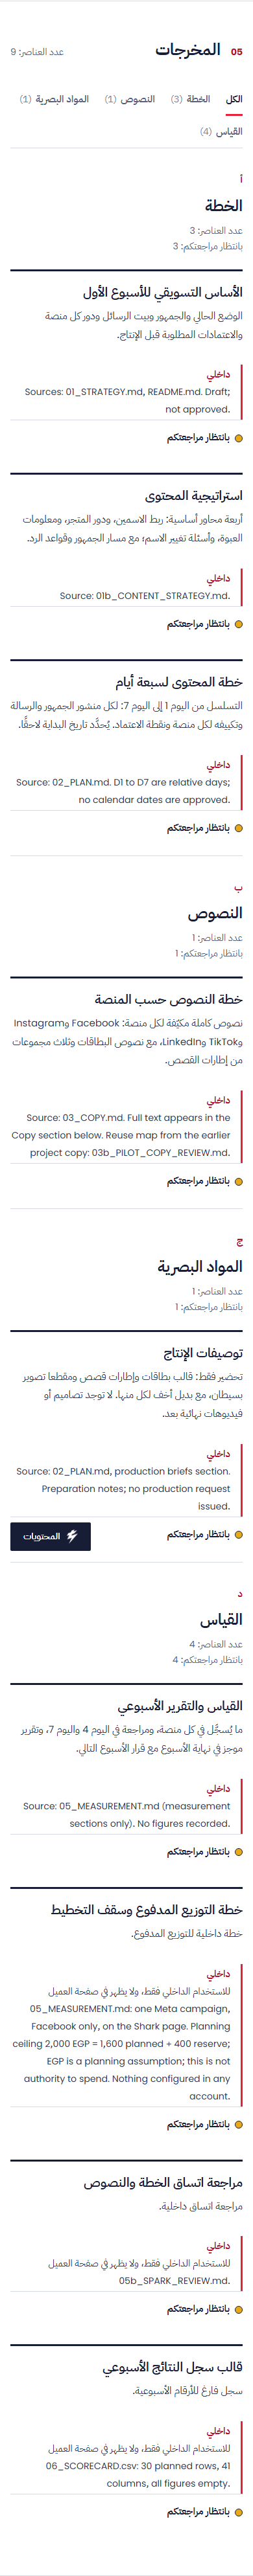 05 المخرجات
عدد العناصر: 9
الكل
الخطة (3)
النصوص (1)
المواد البصرية (1)
القياس (4)
أ
الخطة
عدد العناصر: 3
بانتظار مراجعتكم: 3
الأساس التسويقي للأسبوع الأول
الوضع الحالي والجمهور وبيت الرسائل ودور كل منصة
والاعتمادات المطلوبة قبل الإنتاج.
داخلي
Sources: 01_STRATEGY.md, README.md. Draft;
not approved.
بانتظار مراجعتكم
استراتيجية المحتوى
أربعة محاور أساسية: ربط الاسمين، ودور المتجر، ومعلومات
العبوة، وأسئلة تغيير الاسم؛ مع مسار الجمهور وقواعد الرد.
داخلي
Source: 01b_CONTENT_STRATEGY.md.
بانتظار مراجعتكم
خطة المحتوى لسبعة أيام
التسلسل من اليوم 1 إلى اليوم 7: لكل منشور الجمهور والرسالة
وتكييفه لكل منصة ونقطة الاعتماد. يُحدَّد تاريخ البداية لاحقًا.
داخلي
Source: 02_PLAN.md. D1 to D7 are relative days;
no calendar dates are approved.
بانتظار مراجعتكم
ب
النصوص
عدد العناصر: 1
بانتظار مراجعتكم: 1
خطة النصوص حسب المنصة
نصوص كاملة مكيّفة لكل منصة: Facebook وInstagram
وTikTok وLinkedIn، مع نصوص البطاقات وثلاث مجموعات
من إطارات القصص.
داخلي
Source: 03_COPY.md. Full text appears in the
Copy section below. Reuse map from the earlier
project copy: 03b_PILOT_COPY_REVIEW.md.
بانتظار مراجعتكم
ج
المواد البصرية
عدد العناصر: 1
بانتظار مراجعتكم: 1
توصيفات الإنتاج
تحضير فقط: قالب بطاقات وإطارات قصص ومقطعا تصوير
بسيطان، مع بديل أخف لكل منها. لا توجد تصاميم أو
فيديوهات نهائية بعد.
داخلي
Source: 02_PLAN.md, production briefs section.
Preparation notes; no production request
issued.
بانتظار مراجعتكم
المحتويات
د
القياس
عدد العناصر: 4
بانتظار مراجعتكم: 4
القياس والتقرير الأسبوعي
ما يُسجَّل في كل منصة، ومراجعة في اليوم 4 واليوم 7، وتقرير
موجز في نهاية الأسبوع مع قرار الأسبوع التالي.
داخلي
Source: 05_MEASUREMENT.md (measurement
sections only). No figures recorded.
بانتظار مراجعتكم
خطة التوزيع المدفوع وسقف التخطيط
خطة داخلية للتوزيع المدفوع.
داخلي
للاستخدام الداخلي فقط، ولا يظهر في صفحة العميل
05_MEASUREMENT.md: one Meta campaign,
Facebook only, on the Shark page. Planning
ceiling 2,000 EGP = 1,600 planned + 400 reserve;
EGP is a planning assumption; this is not
authority to spend. Nothing configured in any
account.
بانتظار مراجعتكم
مراجعة اتساق الخطة والنصوص
مراجعة اتساق داخلية.
داخلي
للاستخدام الداخلي فقط، ولا يظهر في صفحة العميل
05b_SPARK_REVIEW.md.
بانتظار مراجعتكم
قالب سجل النتائج الأسبوعي
سجل فارغ للأرقام الأسبوعية.
داخلي
للاستخدام الداخلي فقط، ولا يظهر في صفحة العميل
06_SCORECARD.csv: 30 planned rows, 41
columns, all figures empty.
بانتظار مراجعتكم